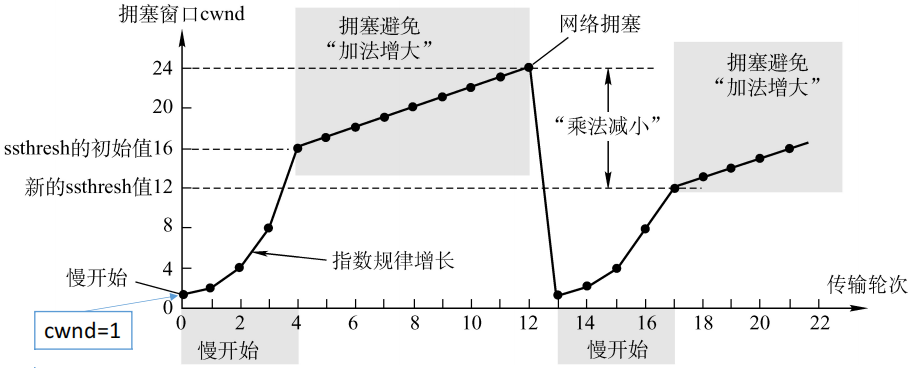 拥塞窗口cwnd
拥塞避免
“加法增大”
网络拥塞
拥塞避免
“加法增大”
24
20
“乘法减小”
ssthresh的初始值16
新的ssthresh值12
8
指数规律增长
4
慢开始
传输轮次
0
0 2 4 6 8 10 12 14 16 18 20 22
cwnd=1
慢开始
慢开始